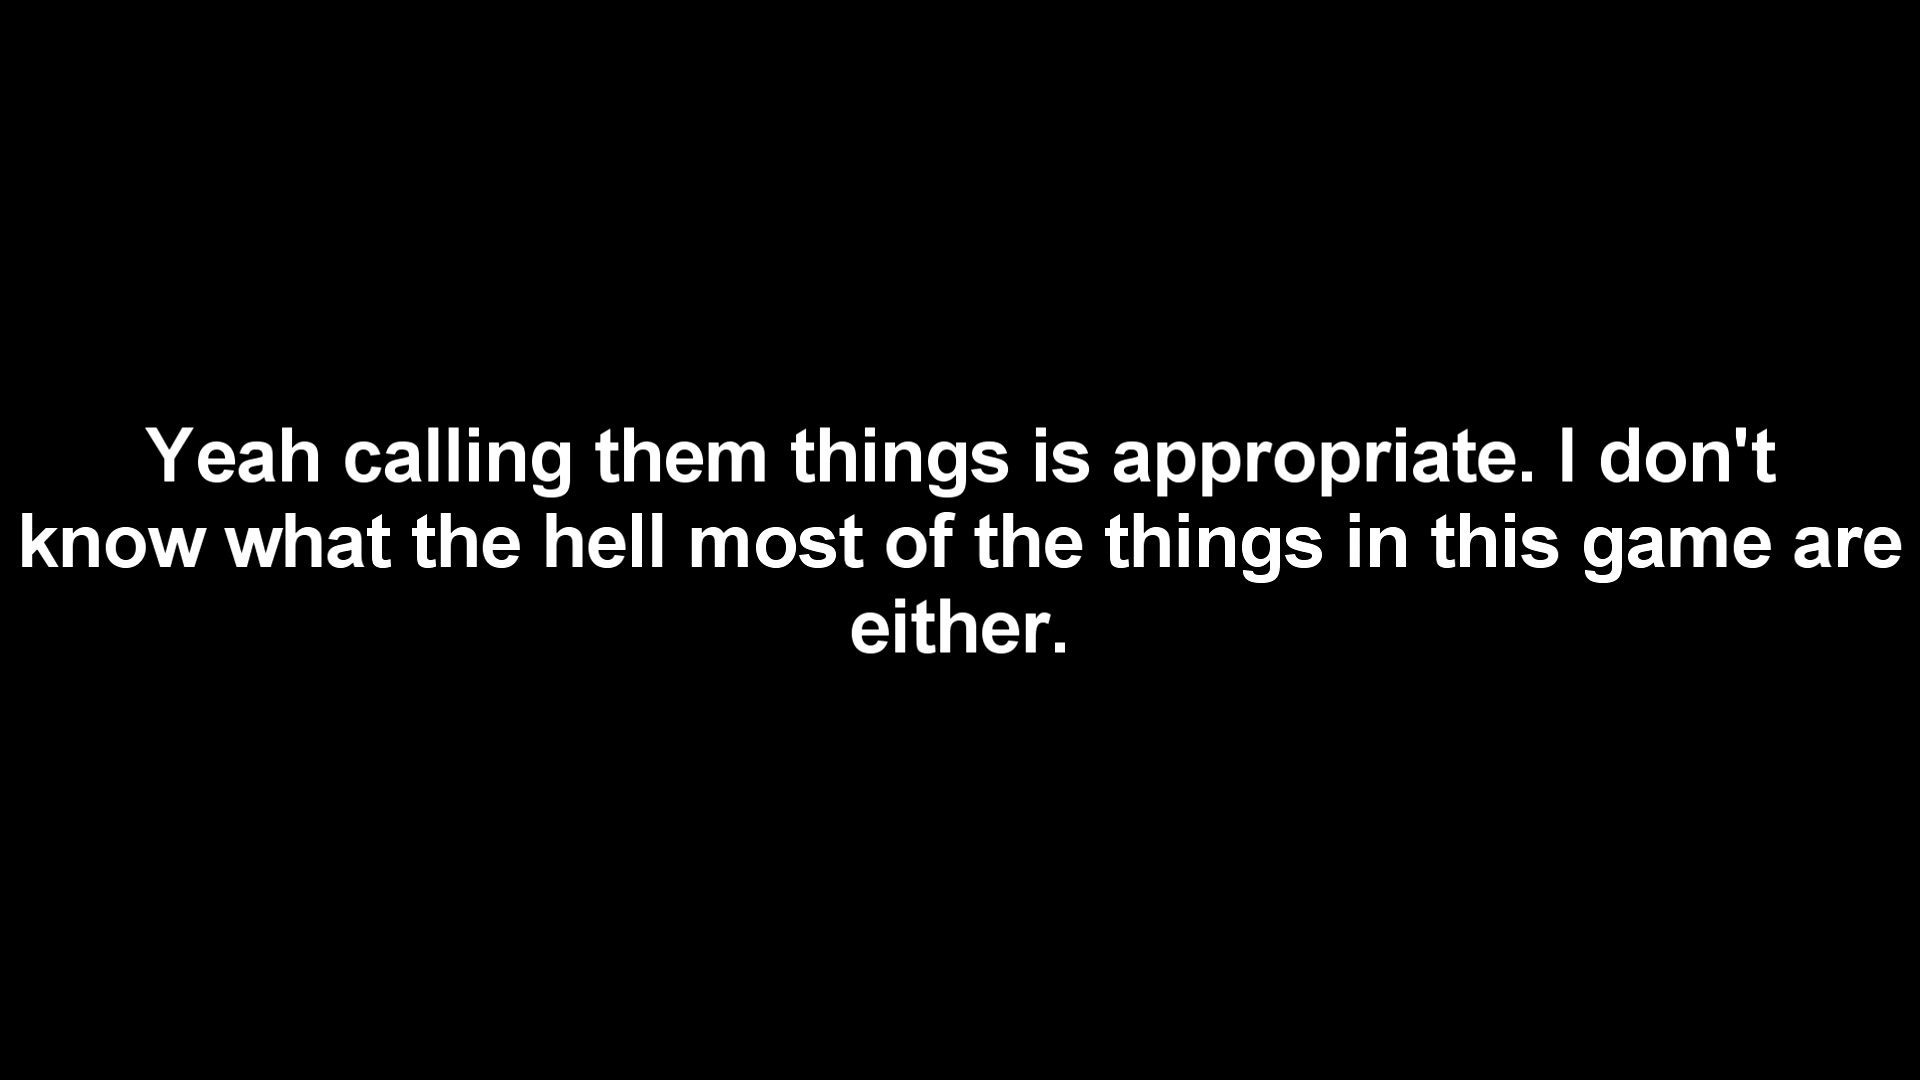 Yeah calling them things is appropriate. I don't
know what the hell most of the things in this game are
either.